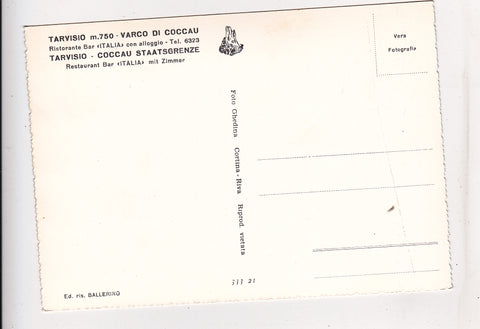 TARVISIO m.750 - VARCO DI COCCAU
Ristorante Bar «ITALIA» con alloggio - Tel. 6323
TARVISIO - COCCAU STAATSGRENZE
Restaurant Bar «ITALIA» mit Zimmer
Vera
Fotografia
Foto Ghedina Cortina - Riva Riprod. vietata
Ed. ris. BALLERINO